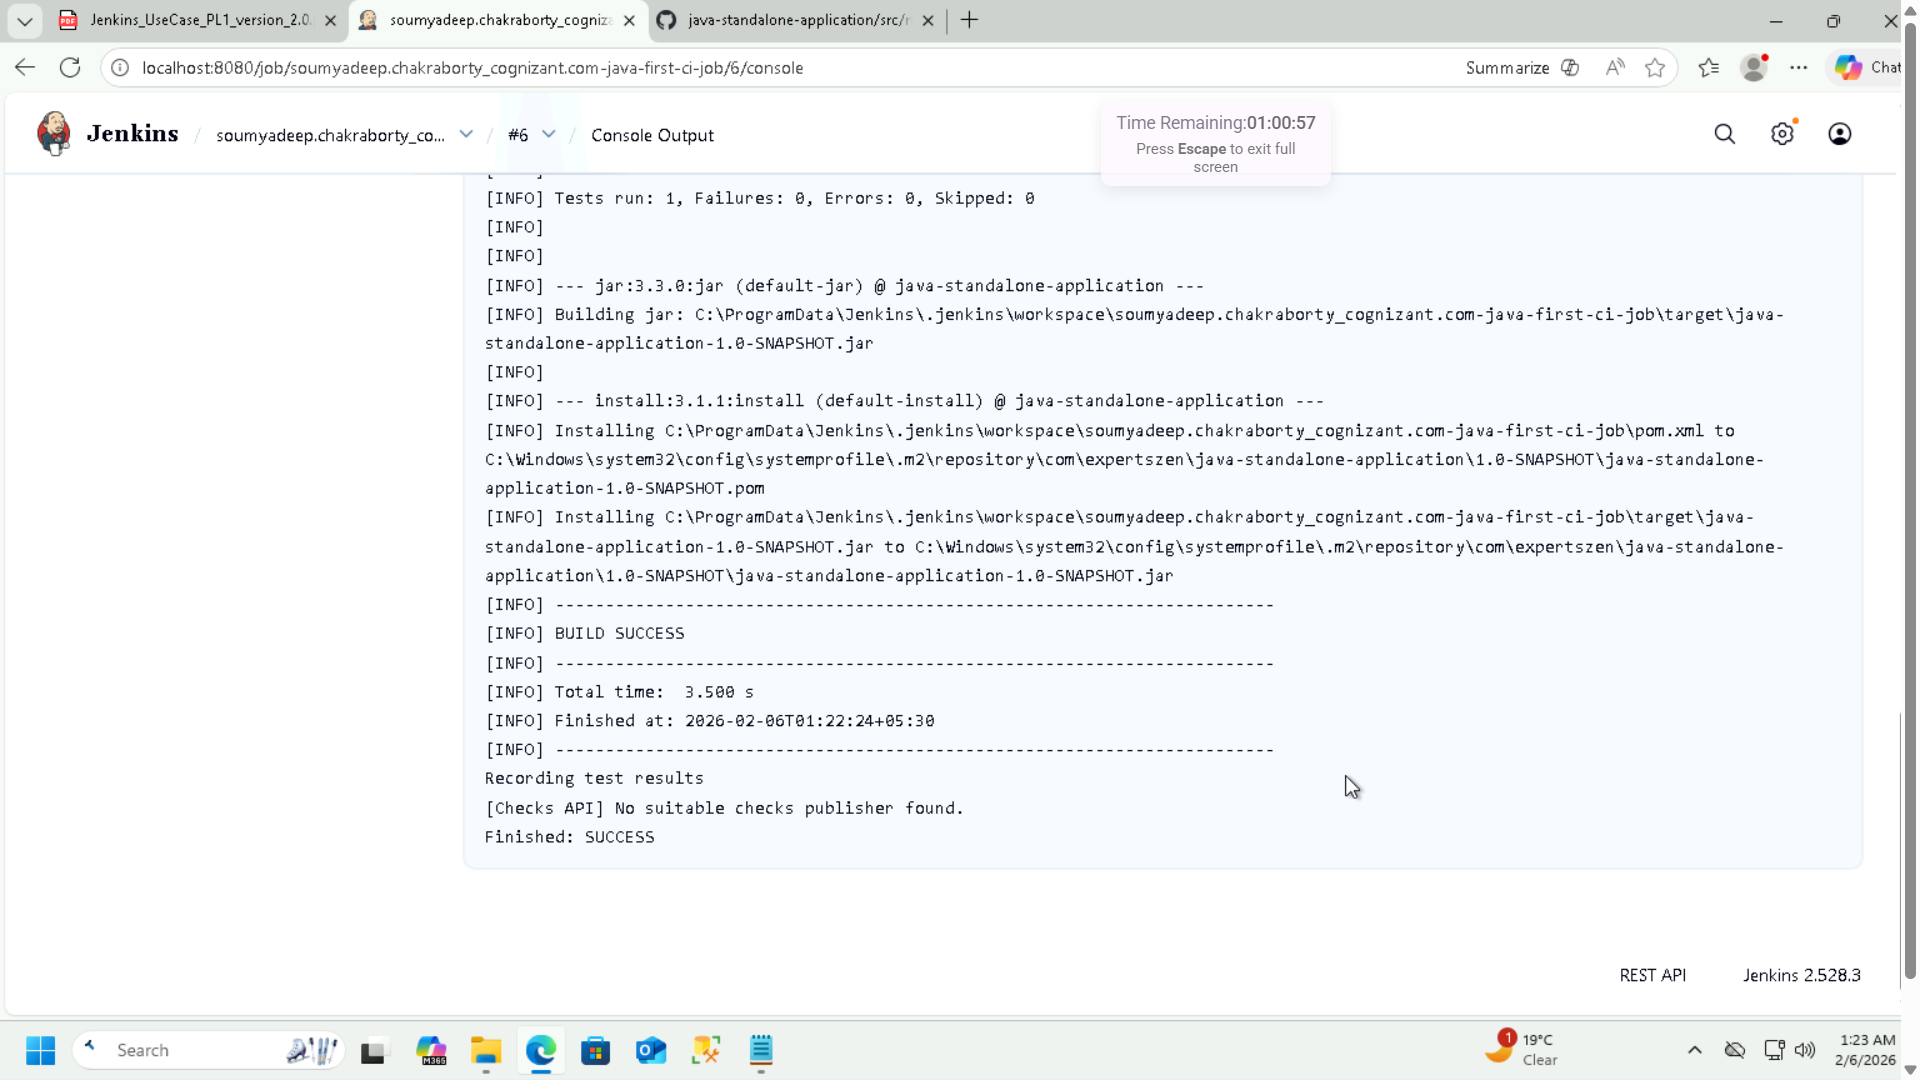 Jenkins_UseCase_PL1_version_2.0.
soumyadeep.chakraborty_cogniza
java-standalone-application/src/r
localhost:8080/job/soumyadeep.chakraborty_cognizant.com-java-first-ci-job/6/console
Summarize
Chat
Jenkins / soumyadeep.chakraborty_co... / #6 / Console Output
Time Remaining:01:00:57
Press Escape to exit full
screen
[INFO] Tests run: 1, Failures: 0, Errors: 0, Skipped: 0
[INFO]
[INFO]
[INFO] --- jar:3.3.0:jar (default-jar) @ java-standalone-application ---
[INFO] Building jar: C:\ProgramData\Jenkins\.jenkins\workspace\soumyadeep.chakraborty_cognizant.com-java-first-ci-job\target\java-
standalone-application-1.0-SNAPSHOT.jar
[INFO]
[INFO] --- install:3.1.1:install (default-install) @ java-standalone-application ---
[INFO] Installing C:\ProgramData\Jenkins\.jenkins\workspace\soumyadeep.chakraborty_cognizant.com-java-first-ci-job\pom.xml to
C:\Windows\system32\config\systemprofile\.m2\repository\com\expertszen\java-standalone-application\1.0-SNAPSHOT\java-standalone-
application-1.0-SNAPSHOT.pom
[INFO] Installing C:\ProgramData\Jenkins\.jenkins\workspace\soumyadeep.chakraborty_cognizant.com-java-first-ci-job\target\java-
standalone-application-1.0-SNAPSHOT.jar to C:\Windows\system32\config\systemprofile\.m2\repository\com\expertszen\java-standalone-
application\1.0-SNAPSHOT\java-standalone-application-1.0-SNAPSHOT.jar
[INFO] ------------------------------------------------------------------------
[INFO] BUILD SUCCESS
[INFO] ------------------------------------------------------------------------
[INFO] Total time:  3.500 s
[INFO] Finished at: 2026-02-06T01:22:24+05:30
[INFO] ------------------------------------------------------------------------
Recording test results
[Checks API] No suitable checks publisher found.
Finished: SUCCESS
REST API
Jenkins 2.528.3
Search
M365
1
19°C
Clear
1:23 AM
2/6/2026